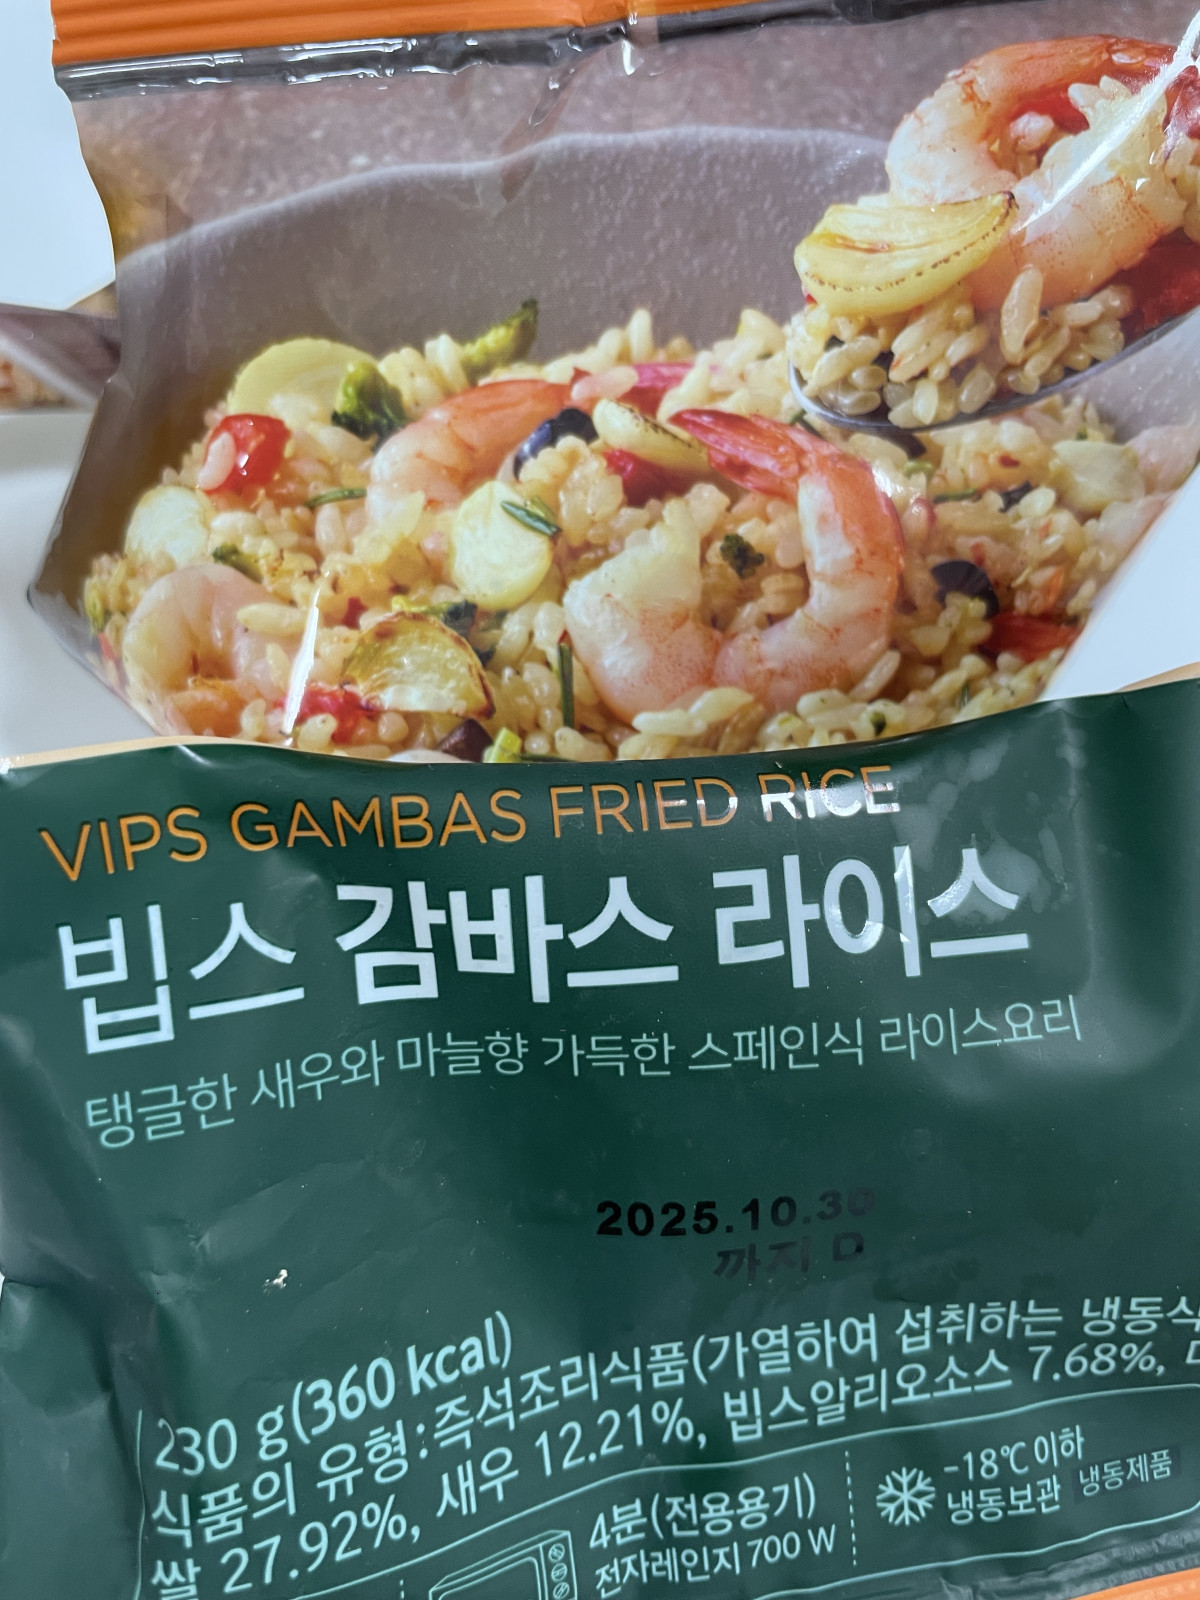 VIPS GAMBAS FRIED RICE
빕스 감바스 라이스
탱글한 새우와 마늘향 가득한 스페인식 라이스요리
2025.10.30
까지 D
230 g(360 kcal)
식품의 유형:즉석조리식품(가열하여 섭취하는 냉동식
쌀 27.92%, 새우 12.21%, 빕스알리오소스 7.68%,
4분(전용용기)
전자레인지 700 W
-18℃ 이하
냉동보관 냉동제품